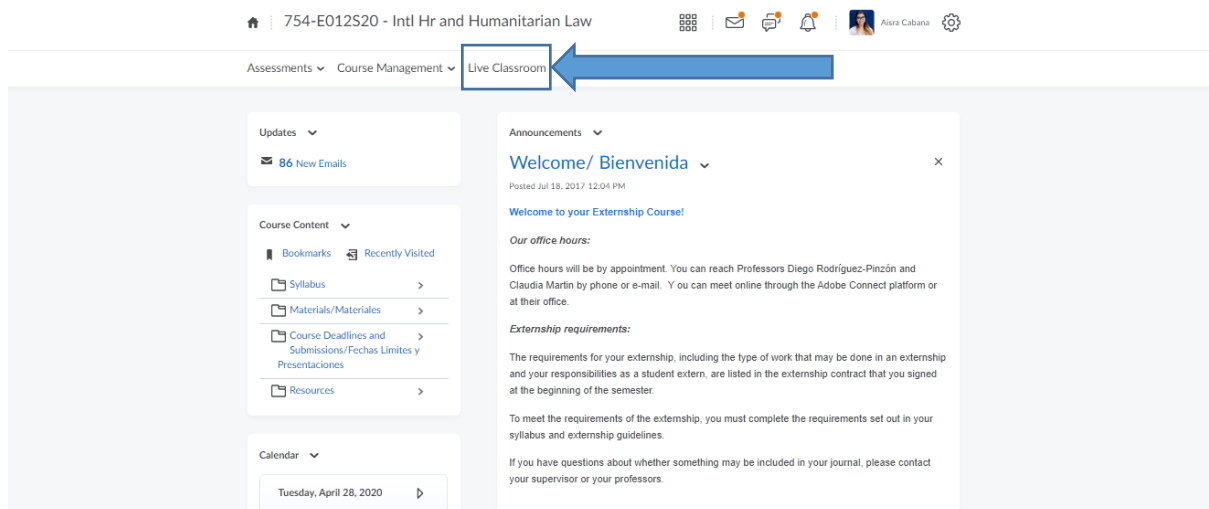 754-E012S20 - Intl Hr and Humanitarian Law
Aisra Cabana
Assessments
Course Management
Live Classroom
Updates
86 New Emails
Course Content
Bookmarks
Recently Visited
Syllabus
Materials/Materiales
Course Deadlines and
Submissions/Fechas Limites y
Presentaciones
Resources
Calendar
Tuesday, April 28, 2020
Announcements
Welcome/ Bienvenida
Posted Jul 18, 2017 12:04 PM
Welcome to your Externship Course!
Our office hours:
Office hours will be by appointment. You can reach Professors Diego Rodríguez-Pinzón and
Claudia Martin by phone or e-mail.  Y ou can meet online through the Adobe Connect platform or
at their office.
Externship requirements:
The requirements for your externship, including the type of work that may be done in an externship
and your responsibilities as a student extern, are listed in the externship contract that you signed
at the beginning of the semester.
To meet the requirements of the externship, you must complete the requirements set out in your
syllabus and externship guidelines.
If you have questions about whether something may be included in your journal, please contact
your supervisor or your professors.